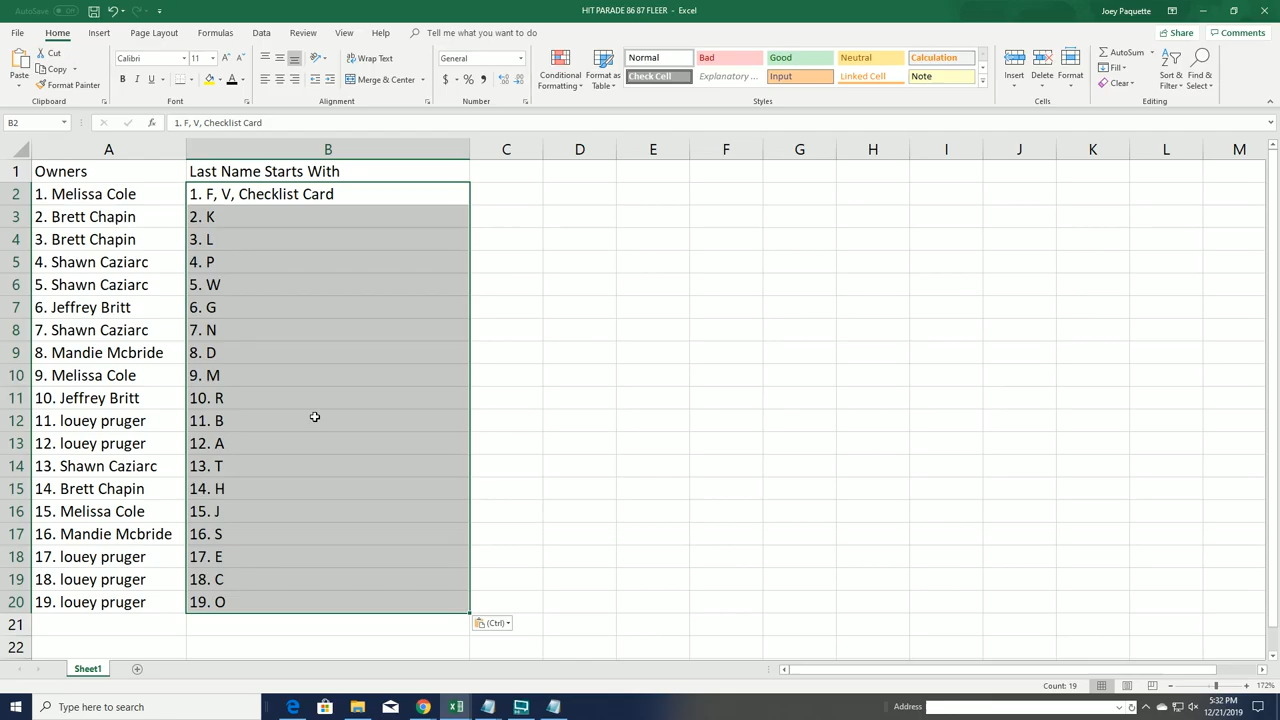 AutoSave Off
HIT PARADE 86 87 FLEER - Excel
Joey Paquette
File Home Insert Page Layout Formulas Data Review View Help Tell me what you want to do Share Comments
Paste Cut Copy Format Painter Clipboard
Calibri B I U A Font
Wrap Text Merge & Center Alignment
General $ % , Number
Conditional Formatting Format as Table
Normal Bad Good Neutral Calculation
Check Cell Explanatory ... Input Linked Cell Note
Styles
Insert Delete Format Cells
AutoSum Fill Clear Sort & Filter Find & Select Editing
B2 fx 1. F, V, Checklist Card
A B C D E F G H I J K L M
1 Owners Last Name Starts With
2 1. Melissa Cole 1. F, V, Checklist Card
3 2. Brett Chapin 2. K
4 3. Brett Chapin 3. L
5 4. Shawn Caziarc 4. P
6 5. Shawn Caziarc 5. W
7 6. Jeffrey Britt 6. G
8 7. Shawn Caziarc 7. N
9 8. Mandie Mcbride 8. D
10 9. Melissa Cole 9. M
11 10. Jeffrey Britt 10. R
12 11. louey pruger 11. B
13 12. louey pruger 12. A
14 13. Shawn Caziarc 13. T
15 14. Brett Chapin 14. H
16 15. Melissa Cole 15. J
17 16. Mandie Mcbride 16. S
18 17. louey pruger 17. E
19 18. louey pruger 18. C
20 19. louey pruger 19. O
21 (Ctrl)
22
Sheet1
Count: 19 172%
Type here to search Address 5:32 PM
12/21/2019